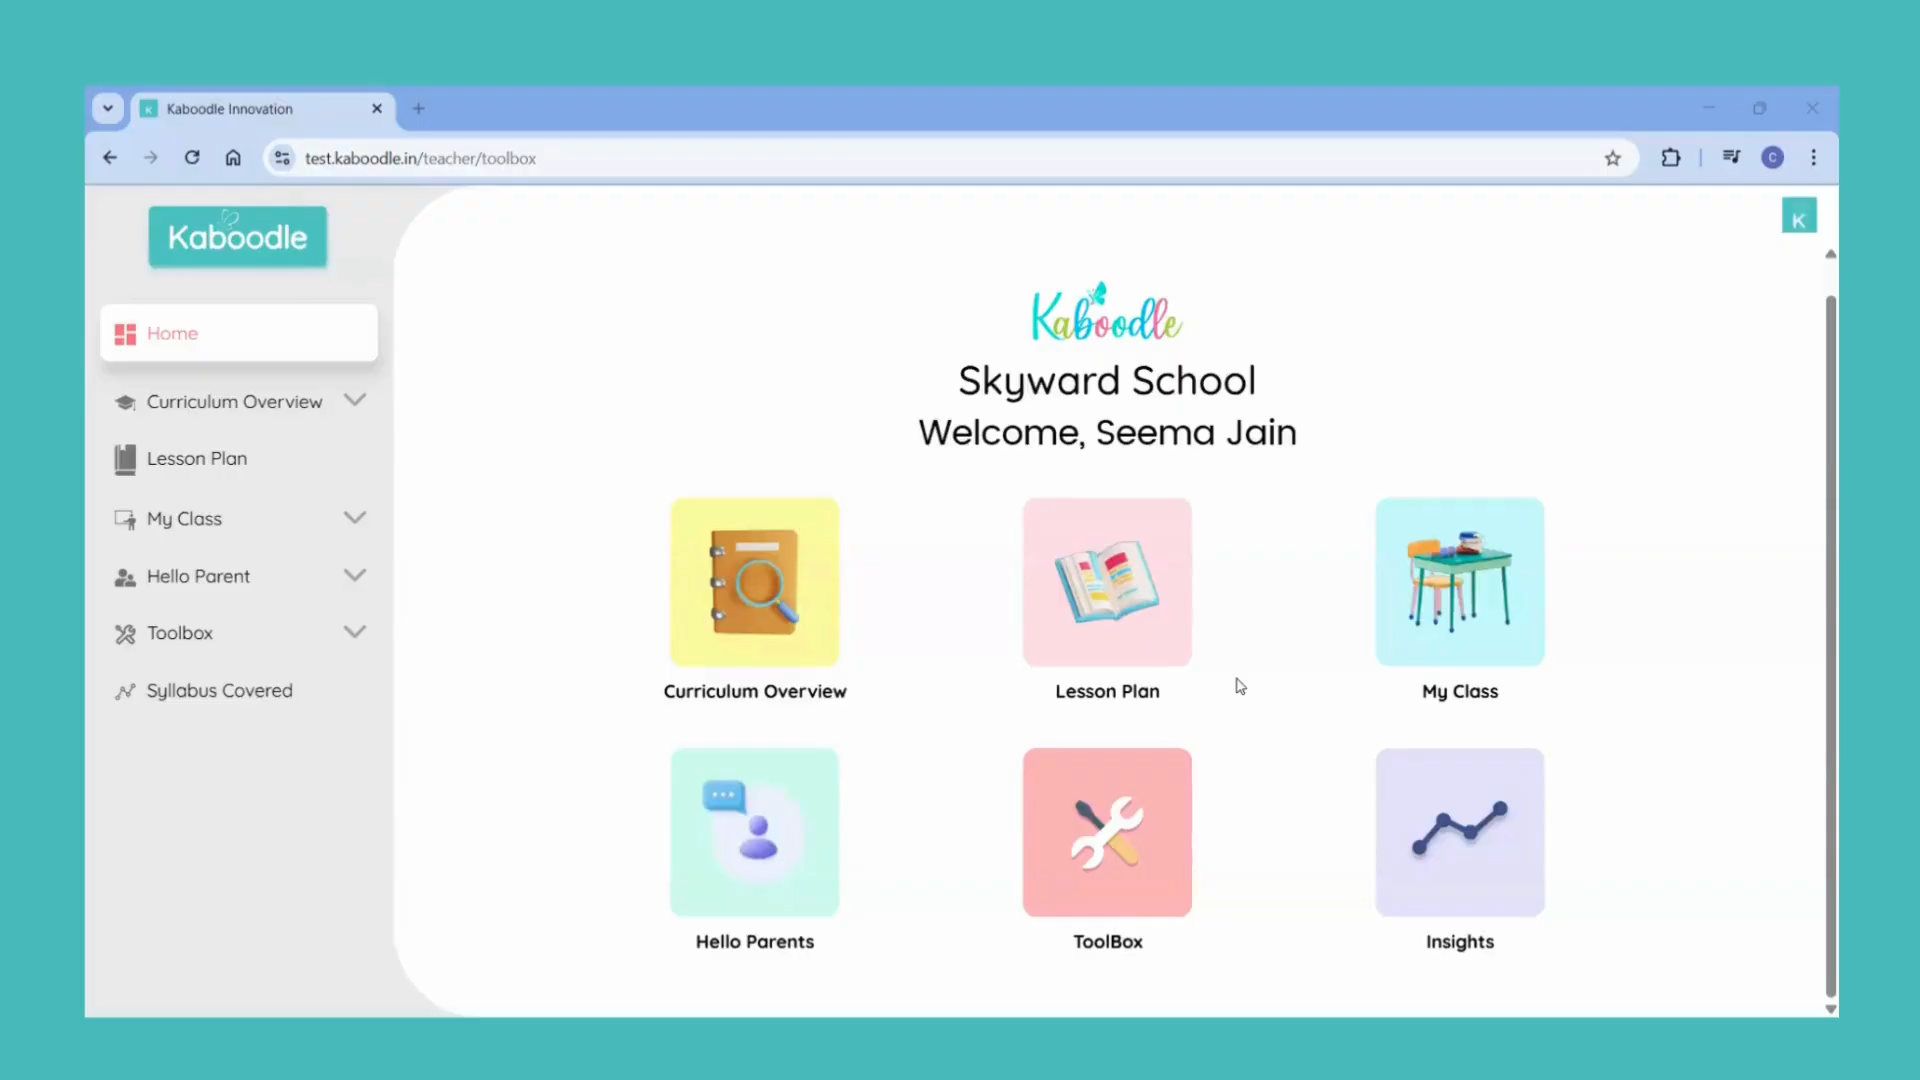 Kaboodle Innovation
test.kaboodle.in/teacher/toolbox
C
Kaboodle
K
Home
Curriculum Overview
Lesson Plan
My Class
Hello Parent
Toolbox
Syllabus Covered
Kaboodle
Skyward School
Welcome, Seema Jain
Curriculum Overview
Lesson Plan
My Class
Hello Parents
ToolBox
Insights